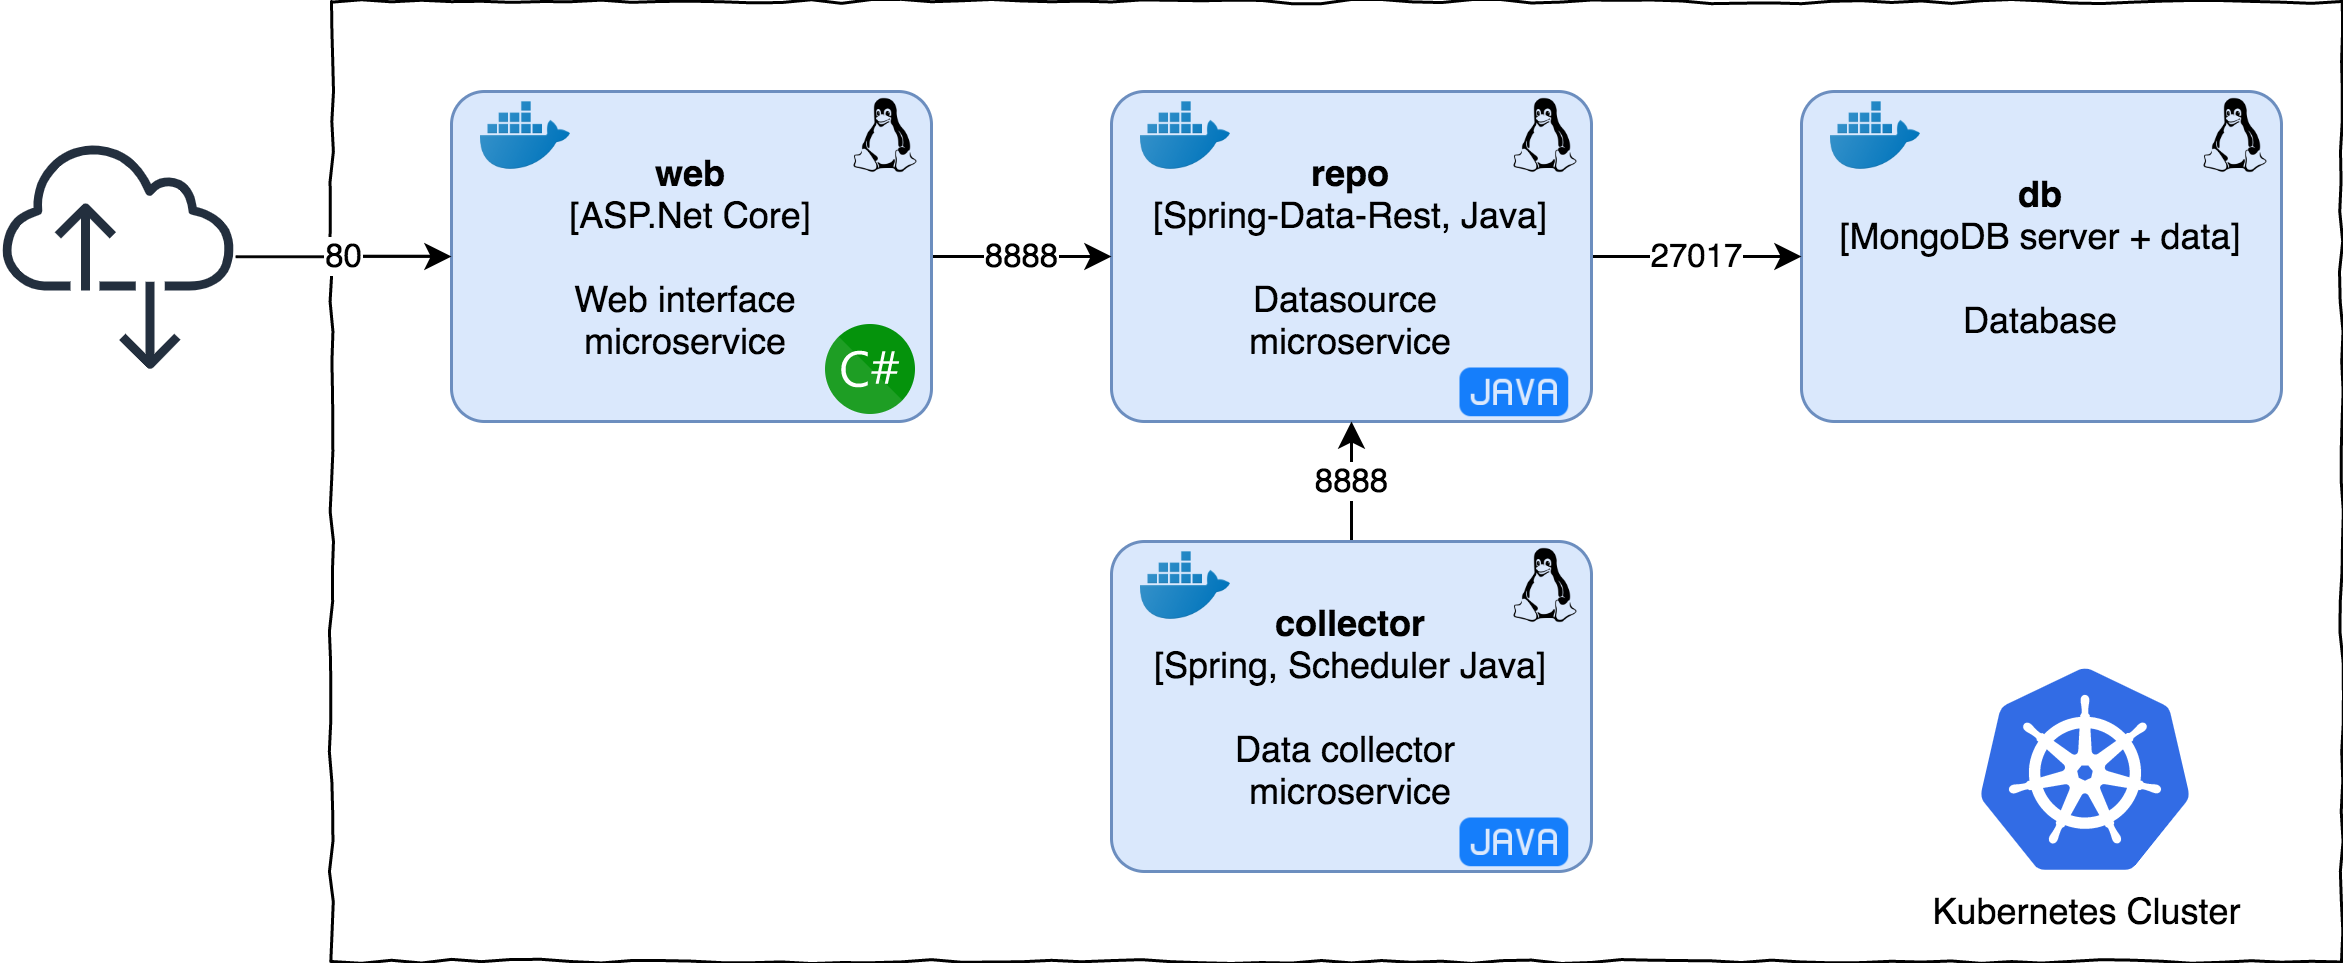 web
[ASP.Net Core]
Web interface
microservice
C#
80
8888
repo
[Spring-Data-Rest, Java]
Datasource
microservice
JAVA
27017
db
[MongoDB server + data]
Database
8888
collector
[Spring, Scheduler Java]
Data collector
microservice
JAVA
Kubernetes Cluster